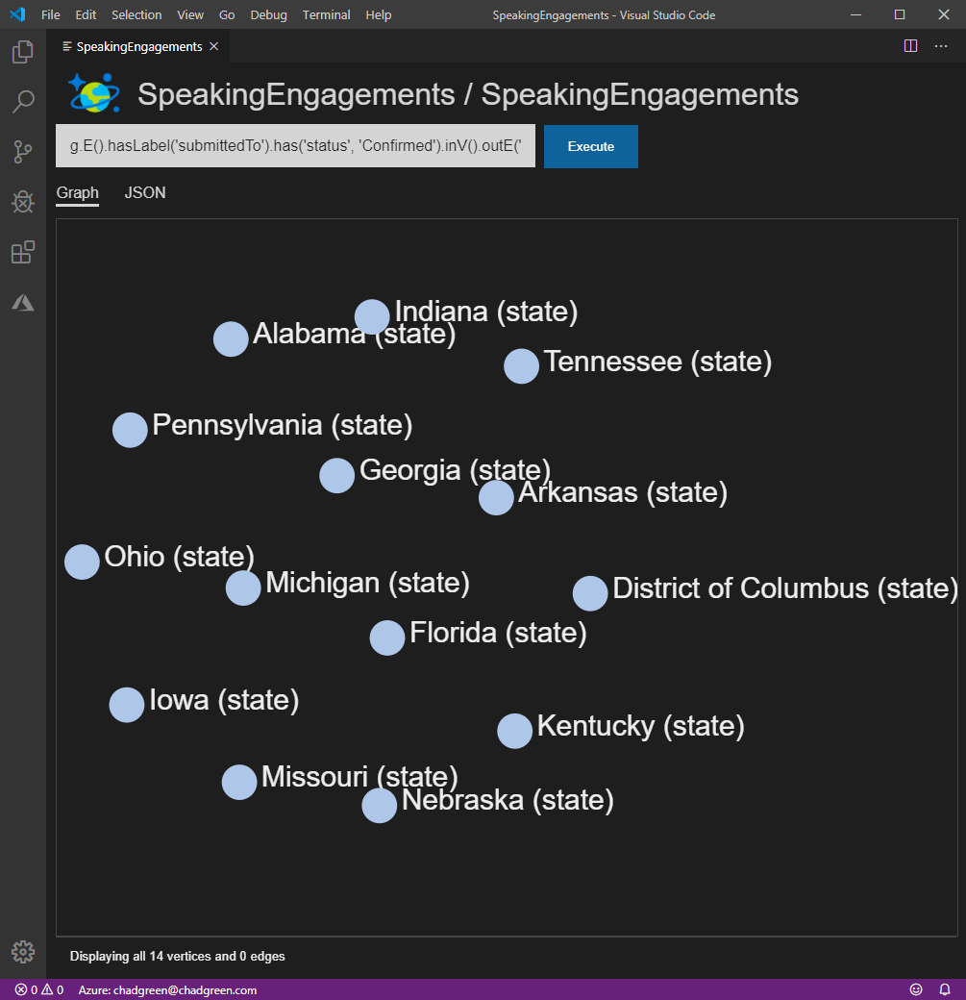 File Edit Selection View Go Debug Terminal Help SpeakingEngagements - Visual Studio Code
SpeakingEngagements
SpeakingEngagements / SpeakingEngagements
g.E().hasLabel('submittedTo').has('status', 'Confirmed').inV().outE('
Execute
Graph JSON
Indiana (state)
Alabama (state)
Tennessee (state)
Pennsylvania (state)
Georgia (state)
Arkansas (state)
Ohio (state)
Michigan (state)
District of Columbus (state)
Florida (state)
Iowa (state)
Kentucky (state)
Missouri (state)
Nebraska (state)
Displaying all 14 vertices and 0 edges
0 0 Azure: chadgreen@chadgreen.com